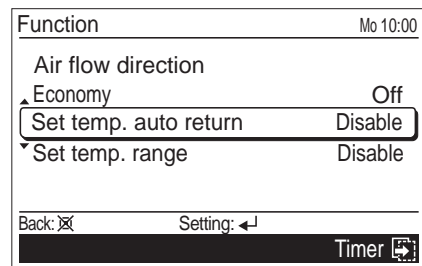 Function Mo 10:00
Air flow direction
Economy Off
Set temp. auto return Disable
Set temp. range Disable
Back: Setting:
Timer